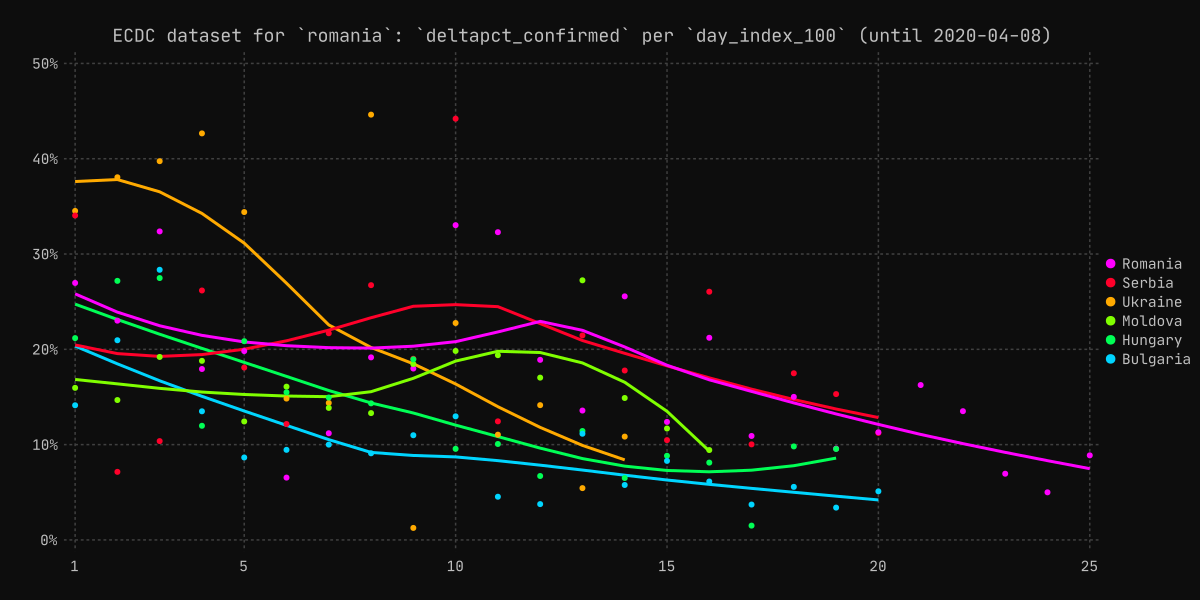 ECDC dataset for `romania`: `deltapct_confirmed` per `day_index_100` (until 2020-04-08)
50%
40%
30%
20%
10%
0%
1 5 10 15 20 25
Romania
Serbia
Ukraine
Moldova
Hungary
Bulgaria